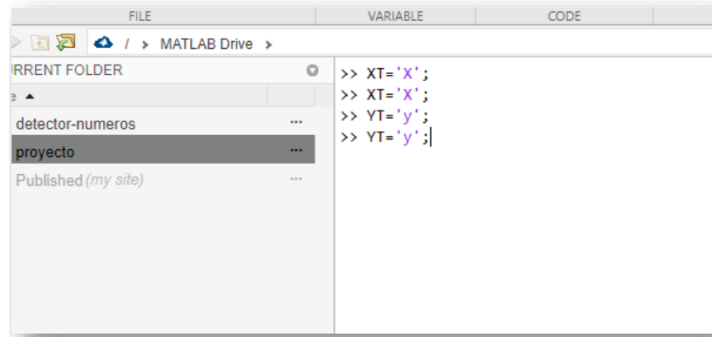 FILE VARIABLE CODE
/ > MATLAB Drive >
RRENT FOLDER
e
detector-numeros ...
proyecto ...
Published (my site) ...
>> XT='X';
>> XT='X';
>> YT='y';
>> YT='y';